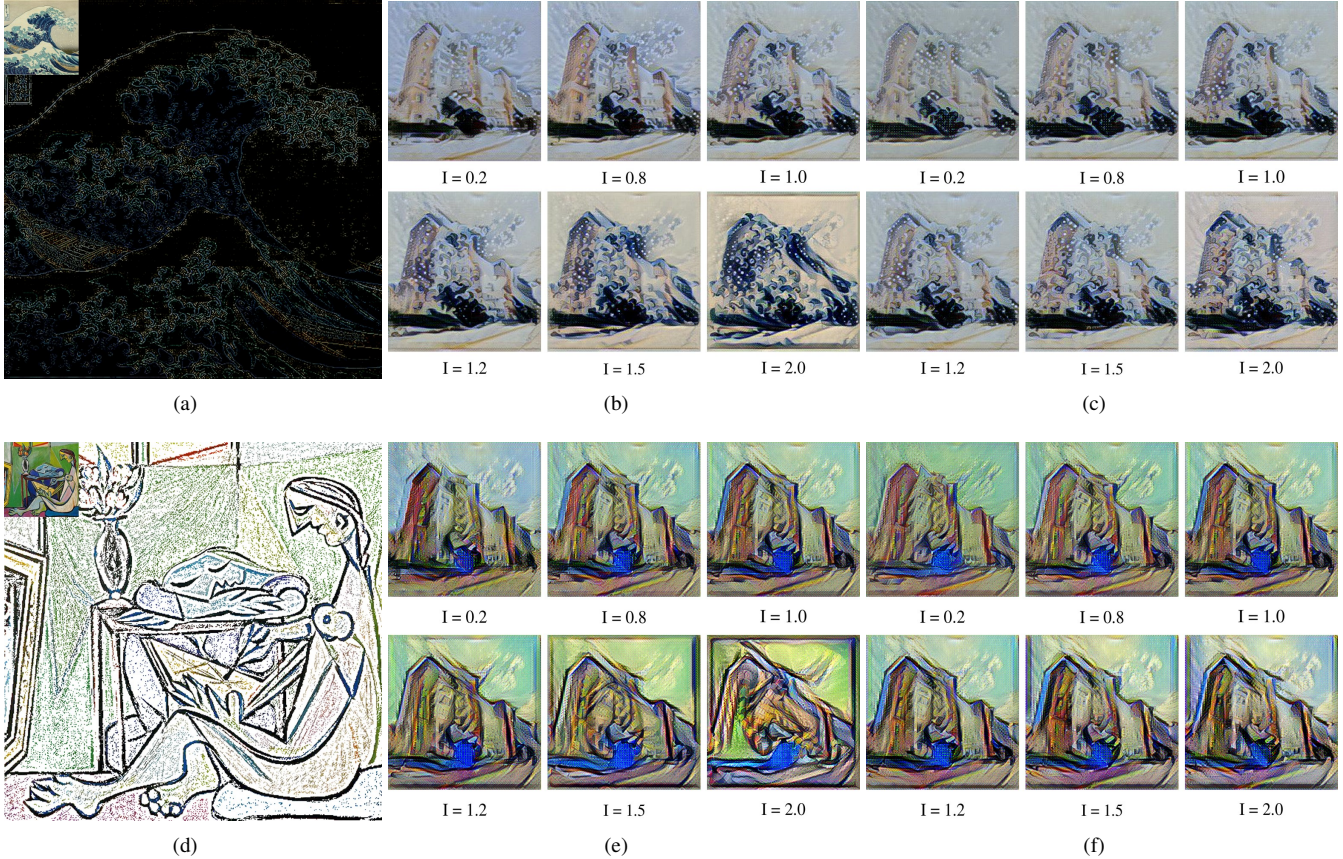 I = 0.2 I = 0.8 I = 1.0 I = 0.2 I = 0.8 I = 1.0
I = 1.2 I = 1.5 I = 2.0 I = 1.2 I = 1.5 I = 2.0
(a) (b) (c)
I = 0.2 I = 0.8 I = 1.0 I = 0.2 I = 0.8 I = 1.0
I = 1.2 I = 1.5 I = 2.0 I = 1.2 I = 1.5 I = 2.0
(d) (e) (f)